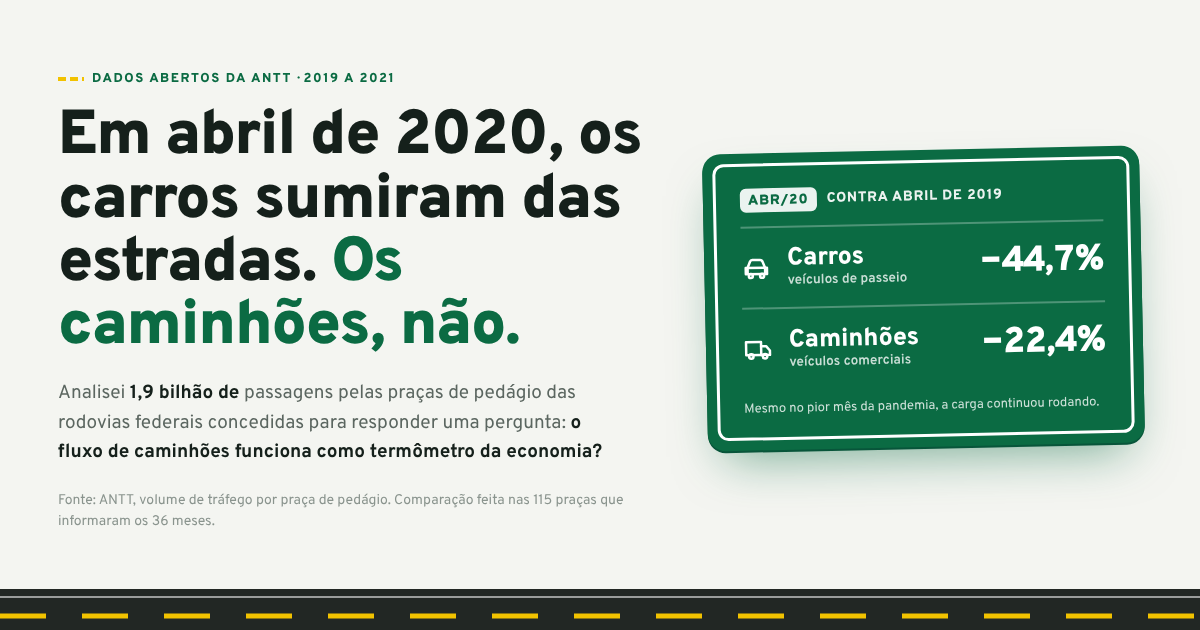 DADOS ABERTOS DA ANTT · 2019 A 2021
Em abril de 2020, os
carros sumiram das
estradas. Os
caminhões, não.
Analisei 1,9 bilhão de passagens pelas praças de pedágio das
rodovias federais concedidas para responder uma pergunta: o
fluxo de caminhões funciona como termômetro da economia?
Fonte: ANTT, volume de tráfego por praça de pedágio. Comparação feita nas 115 praças que
informaram os 36 meses.
ABR/20 CONTRA ABRIL DE 2019
Carros −44,7%
veículos de passeio
Caminhões −22,4%
veículos comerciais
Mesmo no pior mês da pandemia, a carga continuou rodando.